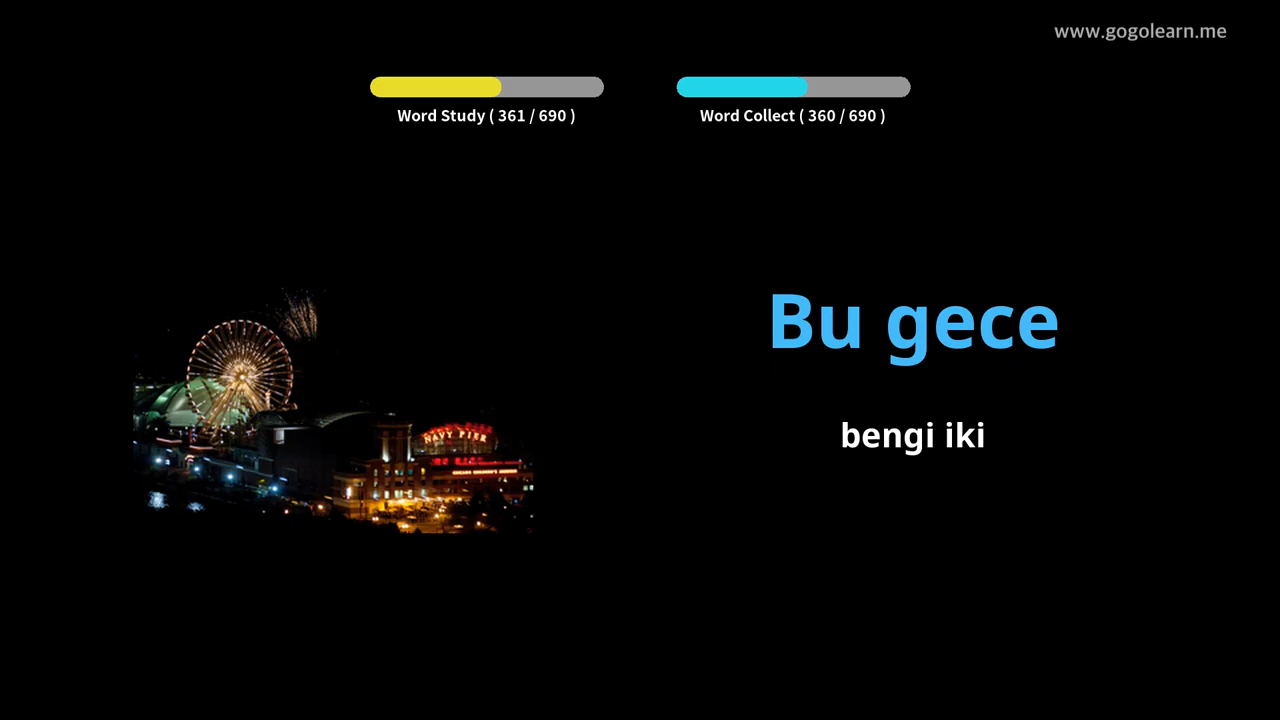 www.gogolearn.me
Word Study ( 361 / 690 )
Word Collect ( 360 / 690 )
Bu gece
NAVY PIER
bengi iki